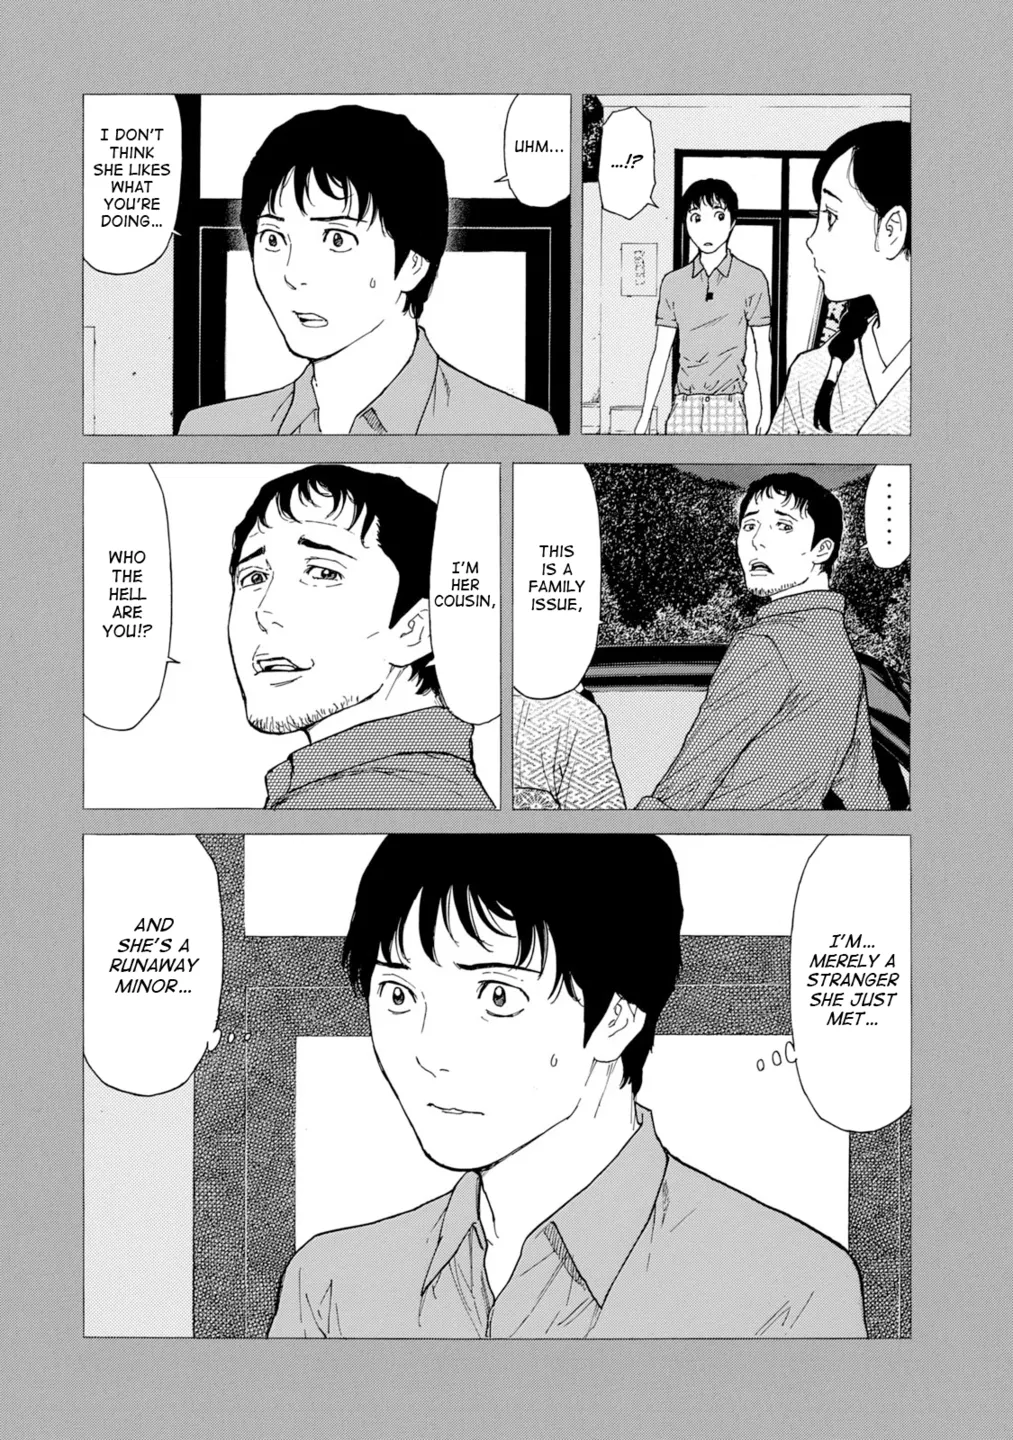 ...!?
UHM...
I DON'T
THINK
SHE LIKES
WHAT
YOU'RE
DOING...
.......
THIS
IS A
FAMILY
ISSUE,
I'M
HER
COUSIN,
WHO
THE
HELL
ARE
YOU!?
I'M...
MERELY A
STRANGER
SHE JUST
MET...
AND
SHE'S A
RUNAWAY
MINOR...